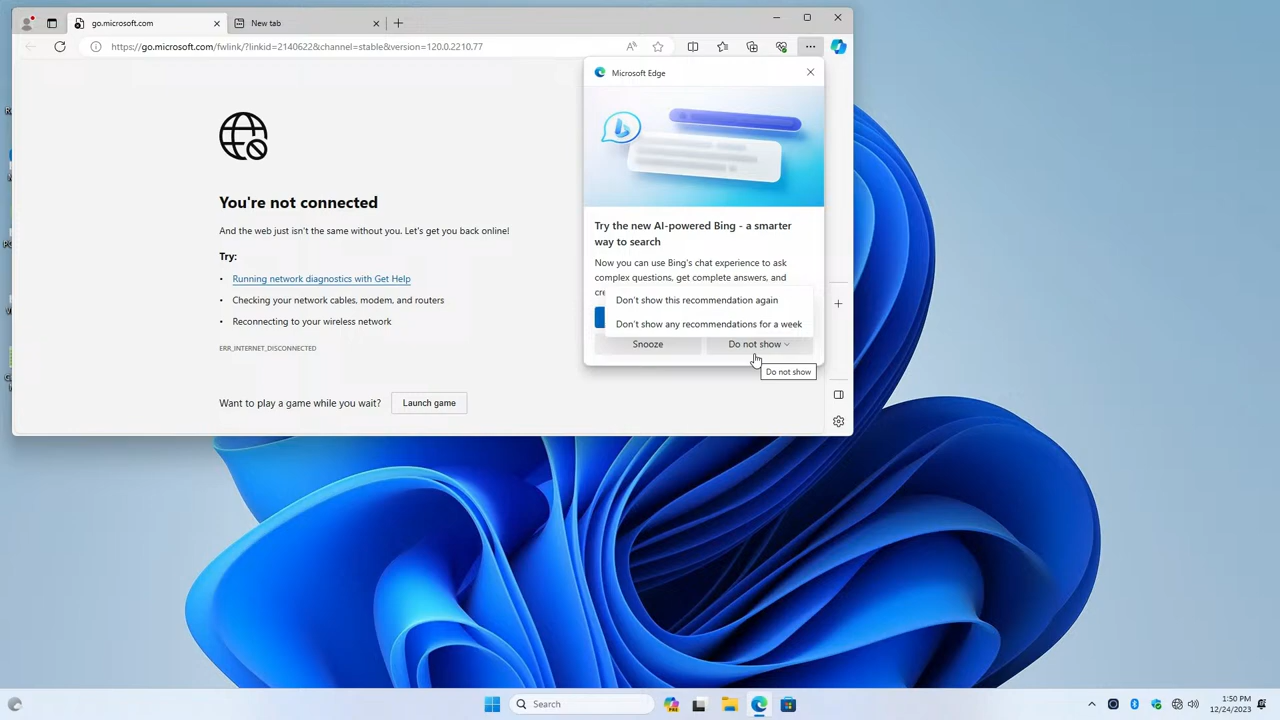 go.microsoft.com
New tab
https://go.microsoft.com/fwlink/?linkid=2140622&channel=stable&version=120.0.2210.77
Microsoft Edge
You're not connected
And the web just isn't the same without you. Let's get you back online!
Try:
Running network diagnostics with Get Help
Checking your network cables, modem, and routers
Reconnecting to your wireless network
ERR_INTERNET_DISCONNECTED
Want to play a game while you wait?
Launch game
Try the new AI-powered Bing - a smarter
way to search
Now you can use Bing's chat experience to ask
complex questions, get complete answers, and
Don't show this recommendation again
Don't show any recommendations for a week
Snooze
Do not show
Do not show
Search
1:50 PM
12/24/2023